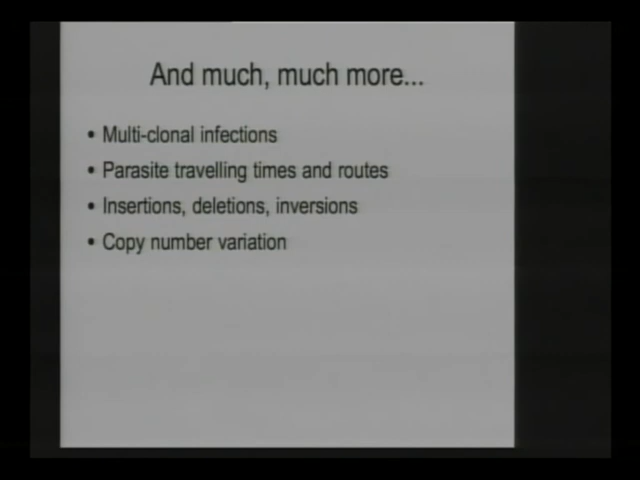 And much, much more...
• Multi-clonal infections
• Parasite travelling times and routes
• Insertions, deletions, inversions
• Copy number variation